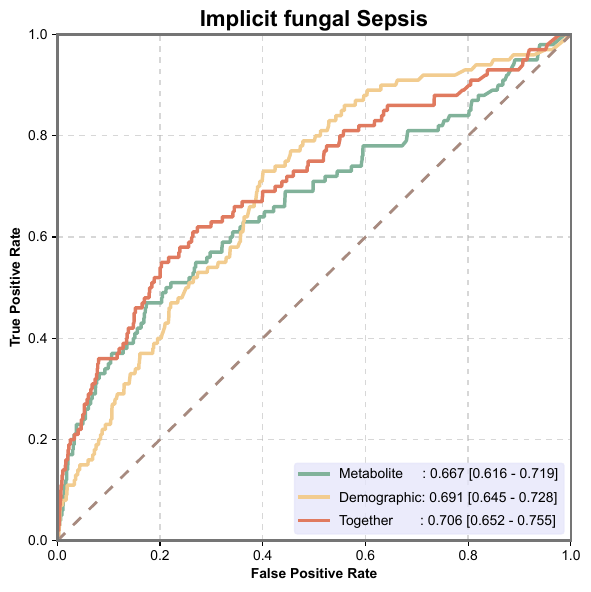 Implicit fungal Sepsis
True Positive Rate
1.0
0.8
0.6
0.4
0.2
0.0
Metabolite : 0.667 [0.616 - 0.719]
Demographic: 0.691 [0.645 - 0.728]
Together : 0.706 [0.652 - 0.755]
0.0 0.2 0.4 0.6 0.8 1.0
False Positive Rate